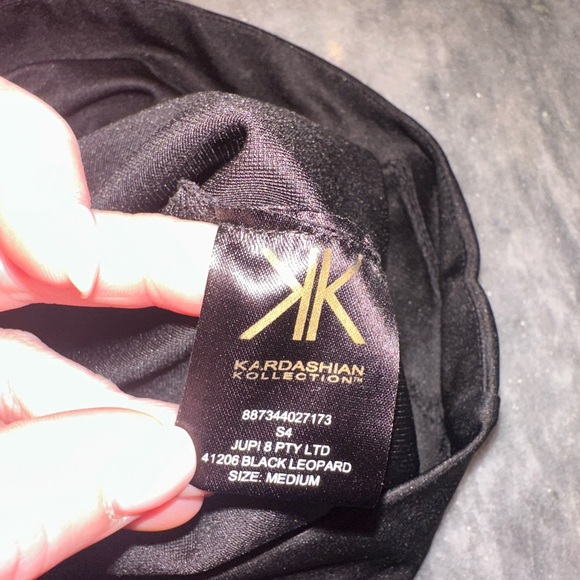 KK
KARDASHIAN
KOLLECTION™
887344027173
S4
JUPI 8 PTY LTD
41206 BLACK LEOPARD
SIZE: MEDIUM